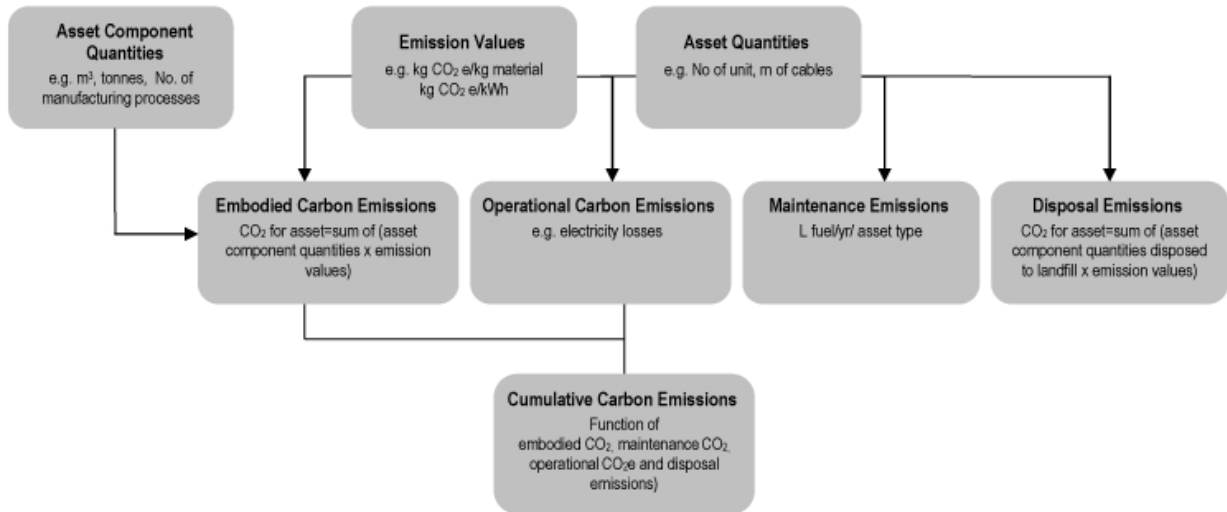 Asset Component
Quantities
e.g. m³, tonnes, No. of
manufacturing processes
Emission Values
e.g. kg CO₂ e/kg material
kg CO₂ e/kWh
Asset Quantities
e.g. No of unit, m of cables
Embodied Carbon Emissions
CO₂ for asset=sum of (asset
component quantities x emission
values)
Operational Carbon Emissions
e.g. electricity losses
Maintenance Emissions
L fuel/yr/ asset type
Disposal Emissions
CO₂ for asset=sum of (asset
component quantities disposed
to landfill x emission values)
Cumulative Carbon Emissions
Function of
embodied CO₂, maintenance CO₂,
operational CO₂e and disposal
emissions)